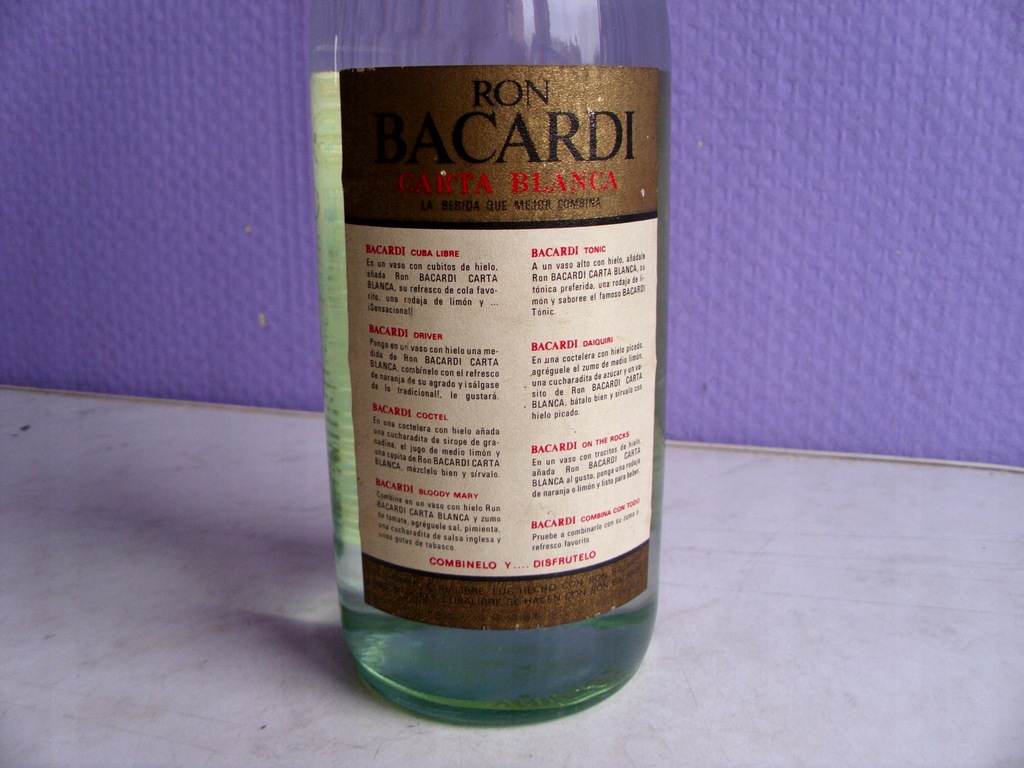 RON
BACARDI
CARTA BLANCA
LA BEBIDA QUE MEJOR COMBINA
BACARDI CUBA LIBRE
En un vaso con cubitos de hielo,
añada Ron BACARDI CARTA
BLANCA, su refresco de cola favo-
rito, una rodaja de limón y ...
¡Sensacional!
BACARDI DRIVER
Ponga en un vaso con hielo una me-
dida de Ron BACARDI CARTA
BLANCA, combínelo con el refresco
de naranja de su agrado y ¡sálgase
de lo tradicional!, le gustará.
BACARDI COCTEL
En una coctelera con hielo añada
una cucharadita de sirope de gra-
nadina, el jugo de medio limón y
una copita de Ron BACARDI CARTA
BLANCA, mézclelo bien y sírvalo.
BACARDI BLOODY MARY
Combine en un vaso con hielo Ron
BACARDI CARTA BLANCA y zumo
de tomate, agréguele sal, pimienta,
una cucharadita de salsa inglesa y
unas gotas de tabasco.
BACARDI TONIC
A un vaso alto con hielo, añádale
Ron BACARDI CARTA BLANCA, su
tónica preferida, una rodaja de li-
món y saboree el famoso BACARDI
Tónic.
BACARDI DAIQUIRI
En una coctelera con hielo picado,
agréguele el zumo de medio limón,
una cucharadita de azúcar y un va-
sito de Ron BACARDI CARTA
BLANCA, bátalo bien y sírvalo con
hielo picado.
BACARDI ON THE ROCKS
En un vaso con trocitos de hielo,
añada Ron BACARDI CARTA
BLANCA al gusto, ponga una rodaja
de naranja o limón y listo para beber.
BACARDI COMBINA CON TODO
Pruebe a combinarlo con su zumo o
refresco favorito.
COMBINELO Y.... DISFRUTELO
CUBALIBRE FUE HECHO CON RON BACARDI
CUBALIBRE SE HACEN CON RON